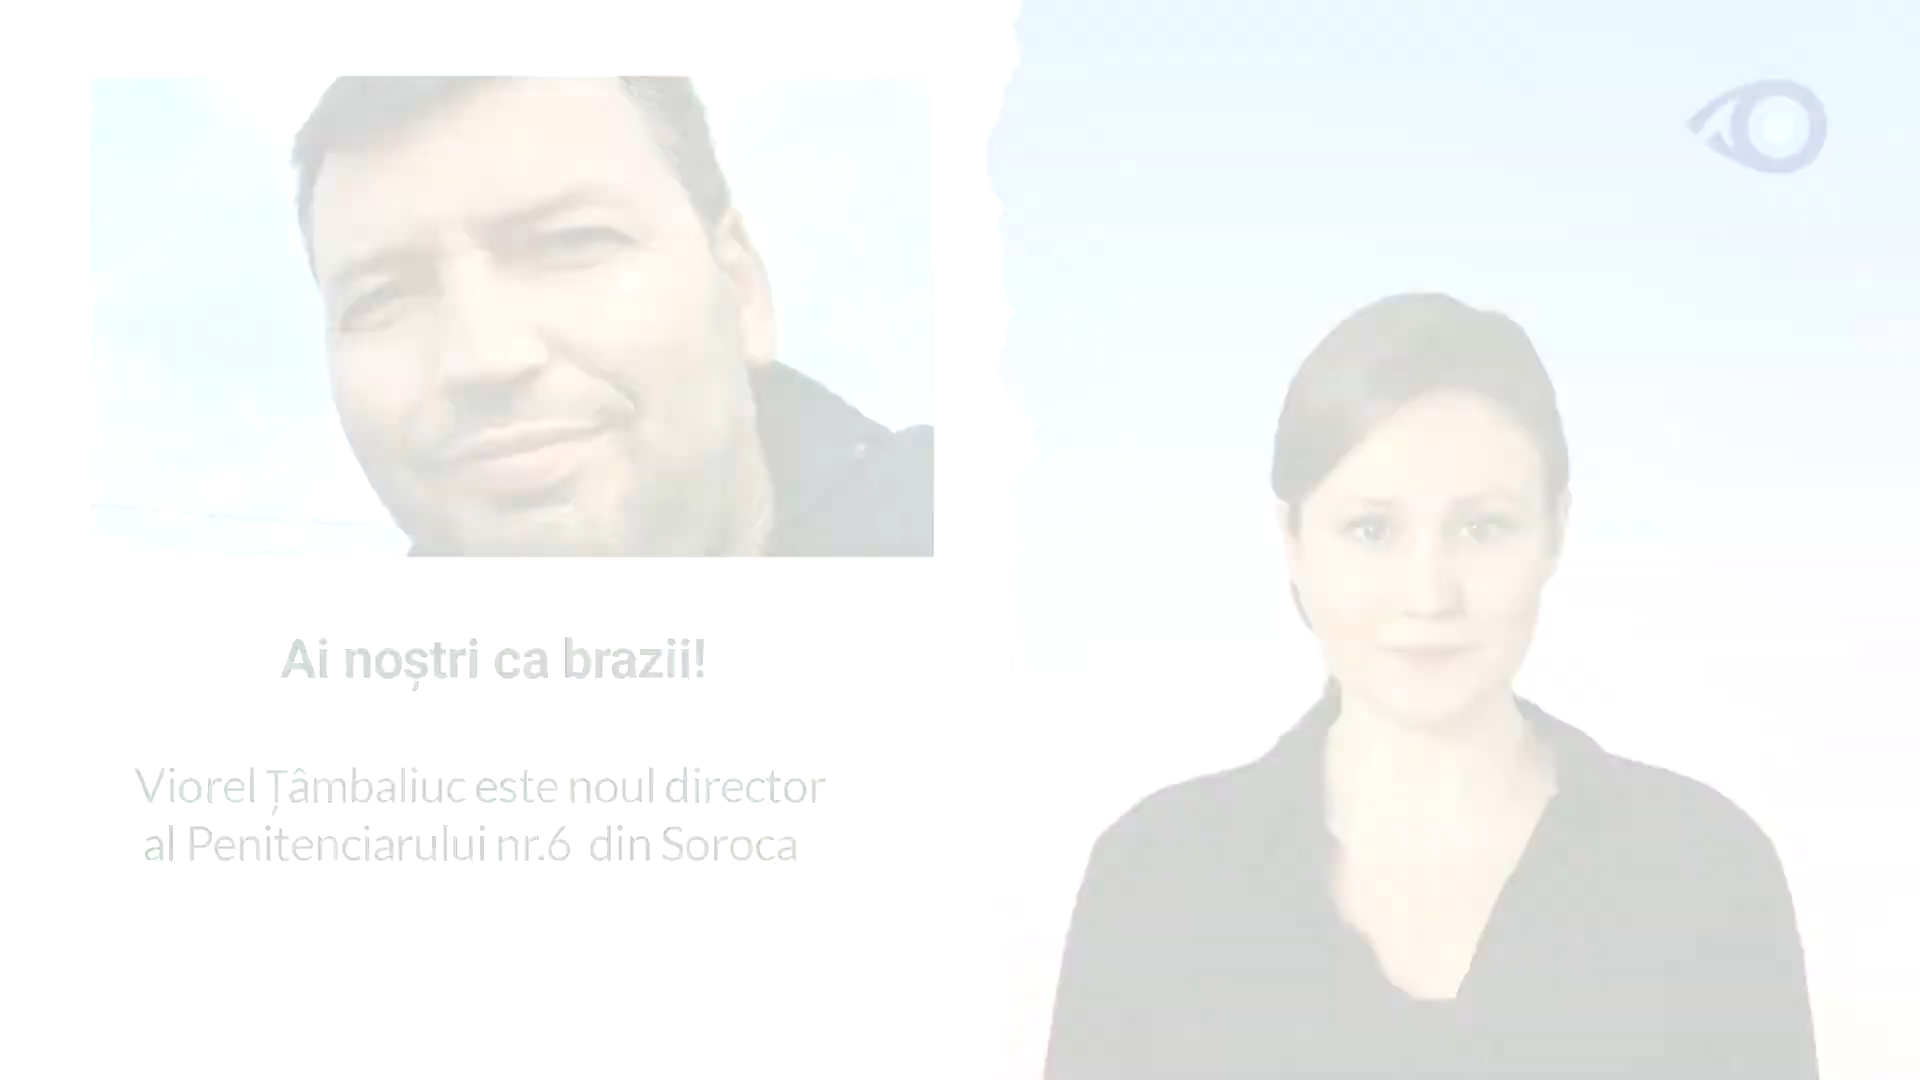 Ai noștri ca brazii!
Viorel Țâmbaliuc este noul director
al Penitenciarului nr.6 din Soroca